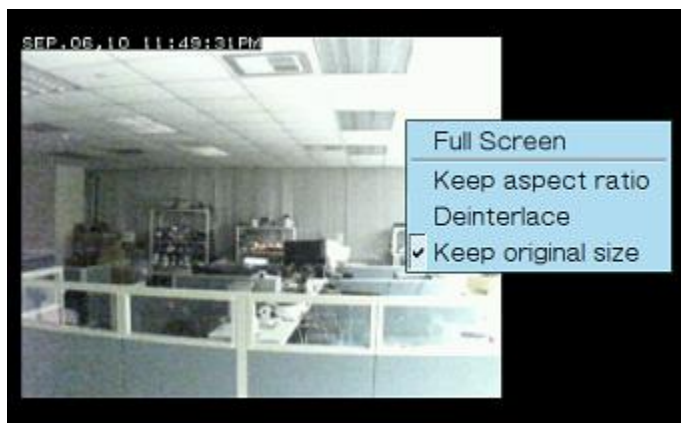 SEP.06,10 11:49:31PM
Full Screen
Keep aspect ratio
Deinterlace
Keep original size